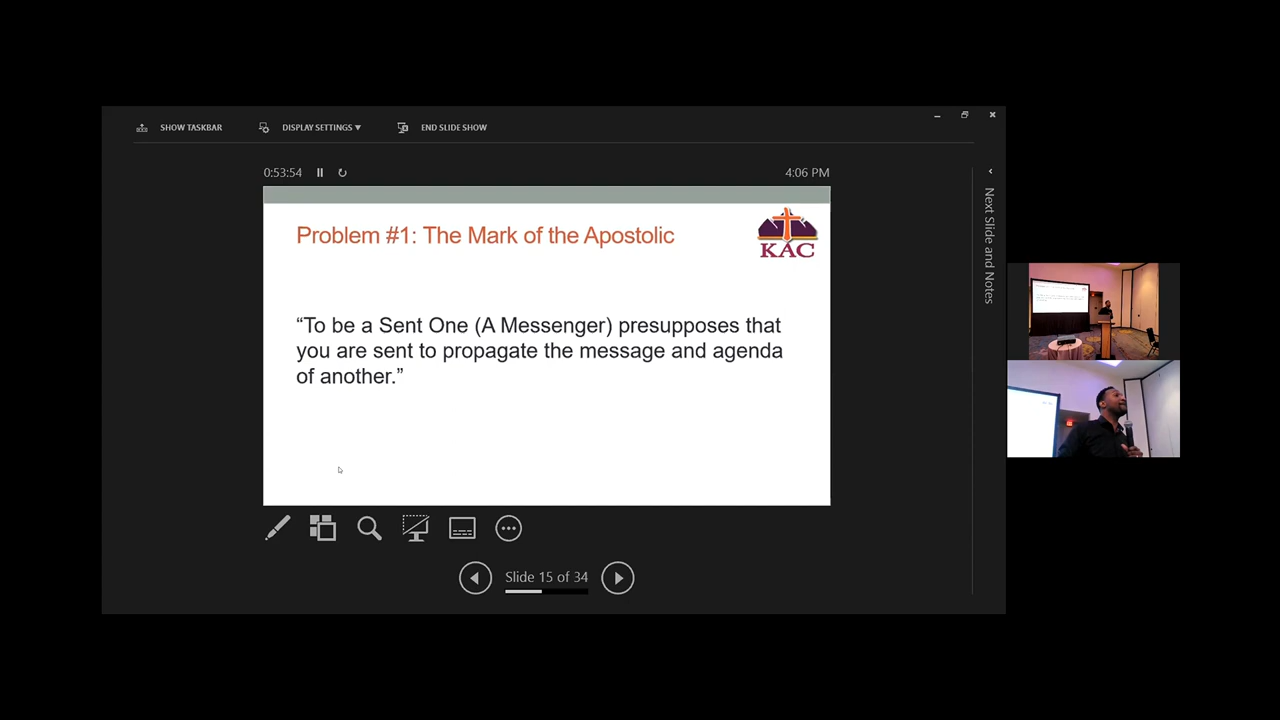 SHOW TASKBAR
DISPLAY SETTINGS ▼
END SLIDE SHOW
0:53:54
4:06 PM
Problem #1: The Mark of the Apostolic
KAC
“To be a Sent One (A Messenger) presupposes that
you are sent to propagate the message and agenda
of another.”
Slide 15 of 34
Next Slide and Notes